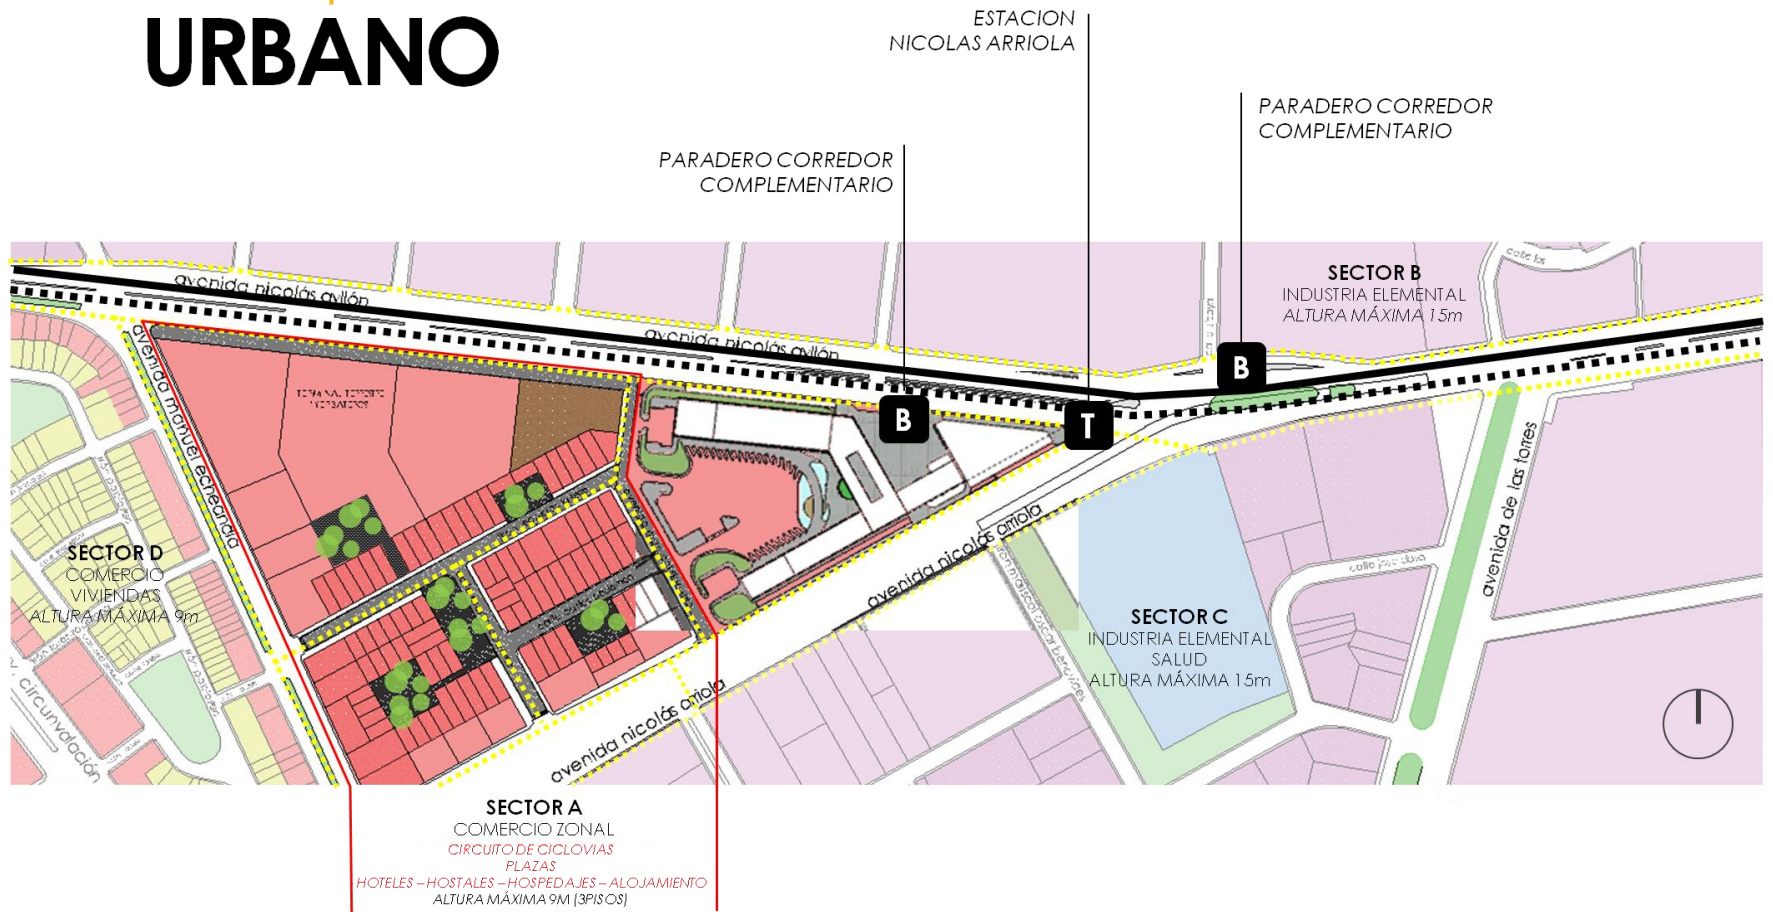 URBANO
ESTACION
NICOLAS ARRIOLA
PARADERO CORREDOR
COMPLEMENTARIO
PARADERO CORREDOR
COMPLEMENTARIO
avenida nicolás ayllón
avenida nicolás ayllón
SECTOR B
INDUSTRIA ELEMENTAL
ALTURA MÁXIMA 15m
B
B
T
avenida manuel echeandia
SECTOR D
COMERCIO
VIVIENDAS
ALTURA MÁXIMA 9m
avenida nicolás arriola
avenida nicolás arriola
avenida de las torres
SECTOR C
INDUSTRIA ELEMENTAL
SALUD
ALTURA MÁXIMA 15m
circunvalación
SECTOR A
COMERCIO ZONAL
CIRCUITO DE CICLOVIAS
PLAZAS
HOTELES – HOSTALES – HOSPEDAJES – ALOJAMIENTO
ALTURA MÁXIMA 9M (3PISOS)